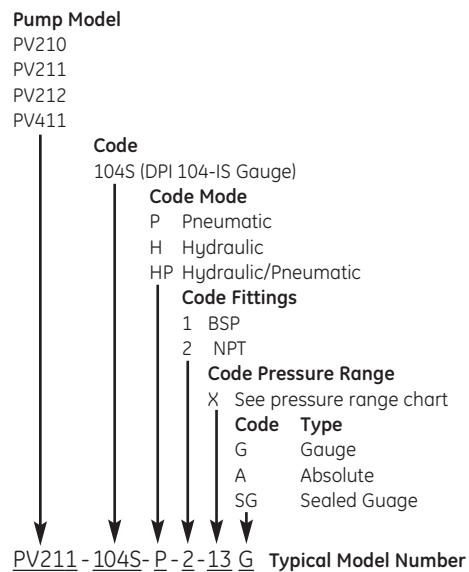 Pump Model
PV210
PV211
PV212
PV411
Code
104S (DPI 104-IS Gauge)
Code Mode
P Pneumatic
H Hydraulic
HP Hydraulic/Pneumatic
Code Fittings
1 BSP
2 NPT
Code Pressure Range
X See pressure range chart
Code Type
G Gauge
A Absolute
SG Sealed Guage
PV211 - 104S- P - 2 - 13 G Typical Model Number